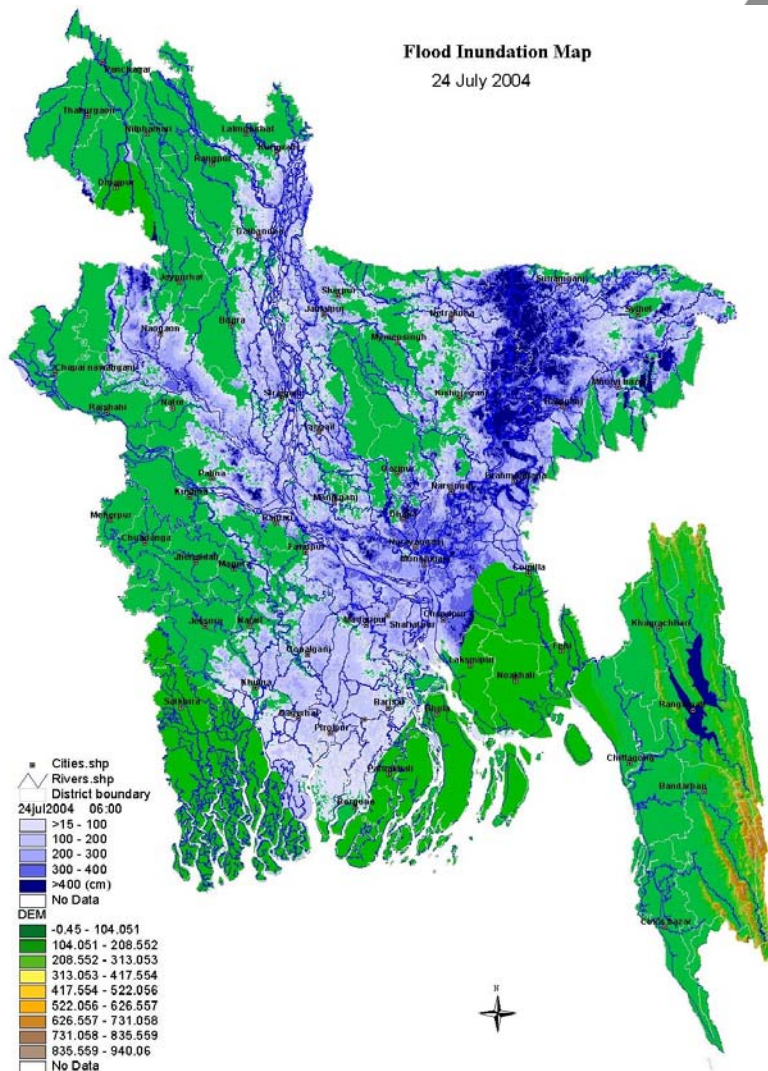 Flood Inundation Map
24 July 2004
Panchagar
Thakurgaon
Nilphamari
Lalmonirhat
Kurigram
Rangpur
Dinajpur
Gaibandha
Joypurhat
Sherpur
Jamalpur
Sunamganj
Netrakona
Sylhet
Naogaon
Bogra
Mymensingh
Chapai nawabganj
Sirajganj
Kishoreganj
Moulvi bazar
Habiganj
Rajshahi
Natore
Tangail
Gazipur
Brahmanbaria
Pabna
Narsingdi
Kushtia
Manikganj
Dhaka
Meherpur
Rajbari
Chuadanga
Faridpur
Narayanganj
Munshiganj
Jhenaidah
Magura
Comilla
Jessore
Narail
Madaripur
Shariatpur
Chandpur
Khagrachhari
Gopalganj
Lakshmipur
Feni
Noakhali
Khulna
Satkhira
Bagerhat
Barisal
Bhola
Rangamati
Pirojpur
Patuakhali
Chittagong
Bandarban
Borguna
Cox's bazar
Cities.shp
Rivers.shp
District boundary
24jul2004 06:00
>15 - 100
100 - 200
200 - 300
300 - 400
>400 (cm)
No Data
DEM
-0.45 - 104.051
104.051 - 208.552
208.552 - 313.053
313.053 - 417.554
417.554 - 522.056
522.056 - 626.557
626.557 - 731.058
731.058 - 835.559
835.559 - 940.06
No Data
N